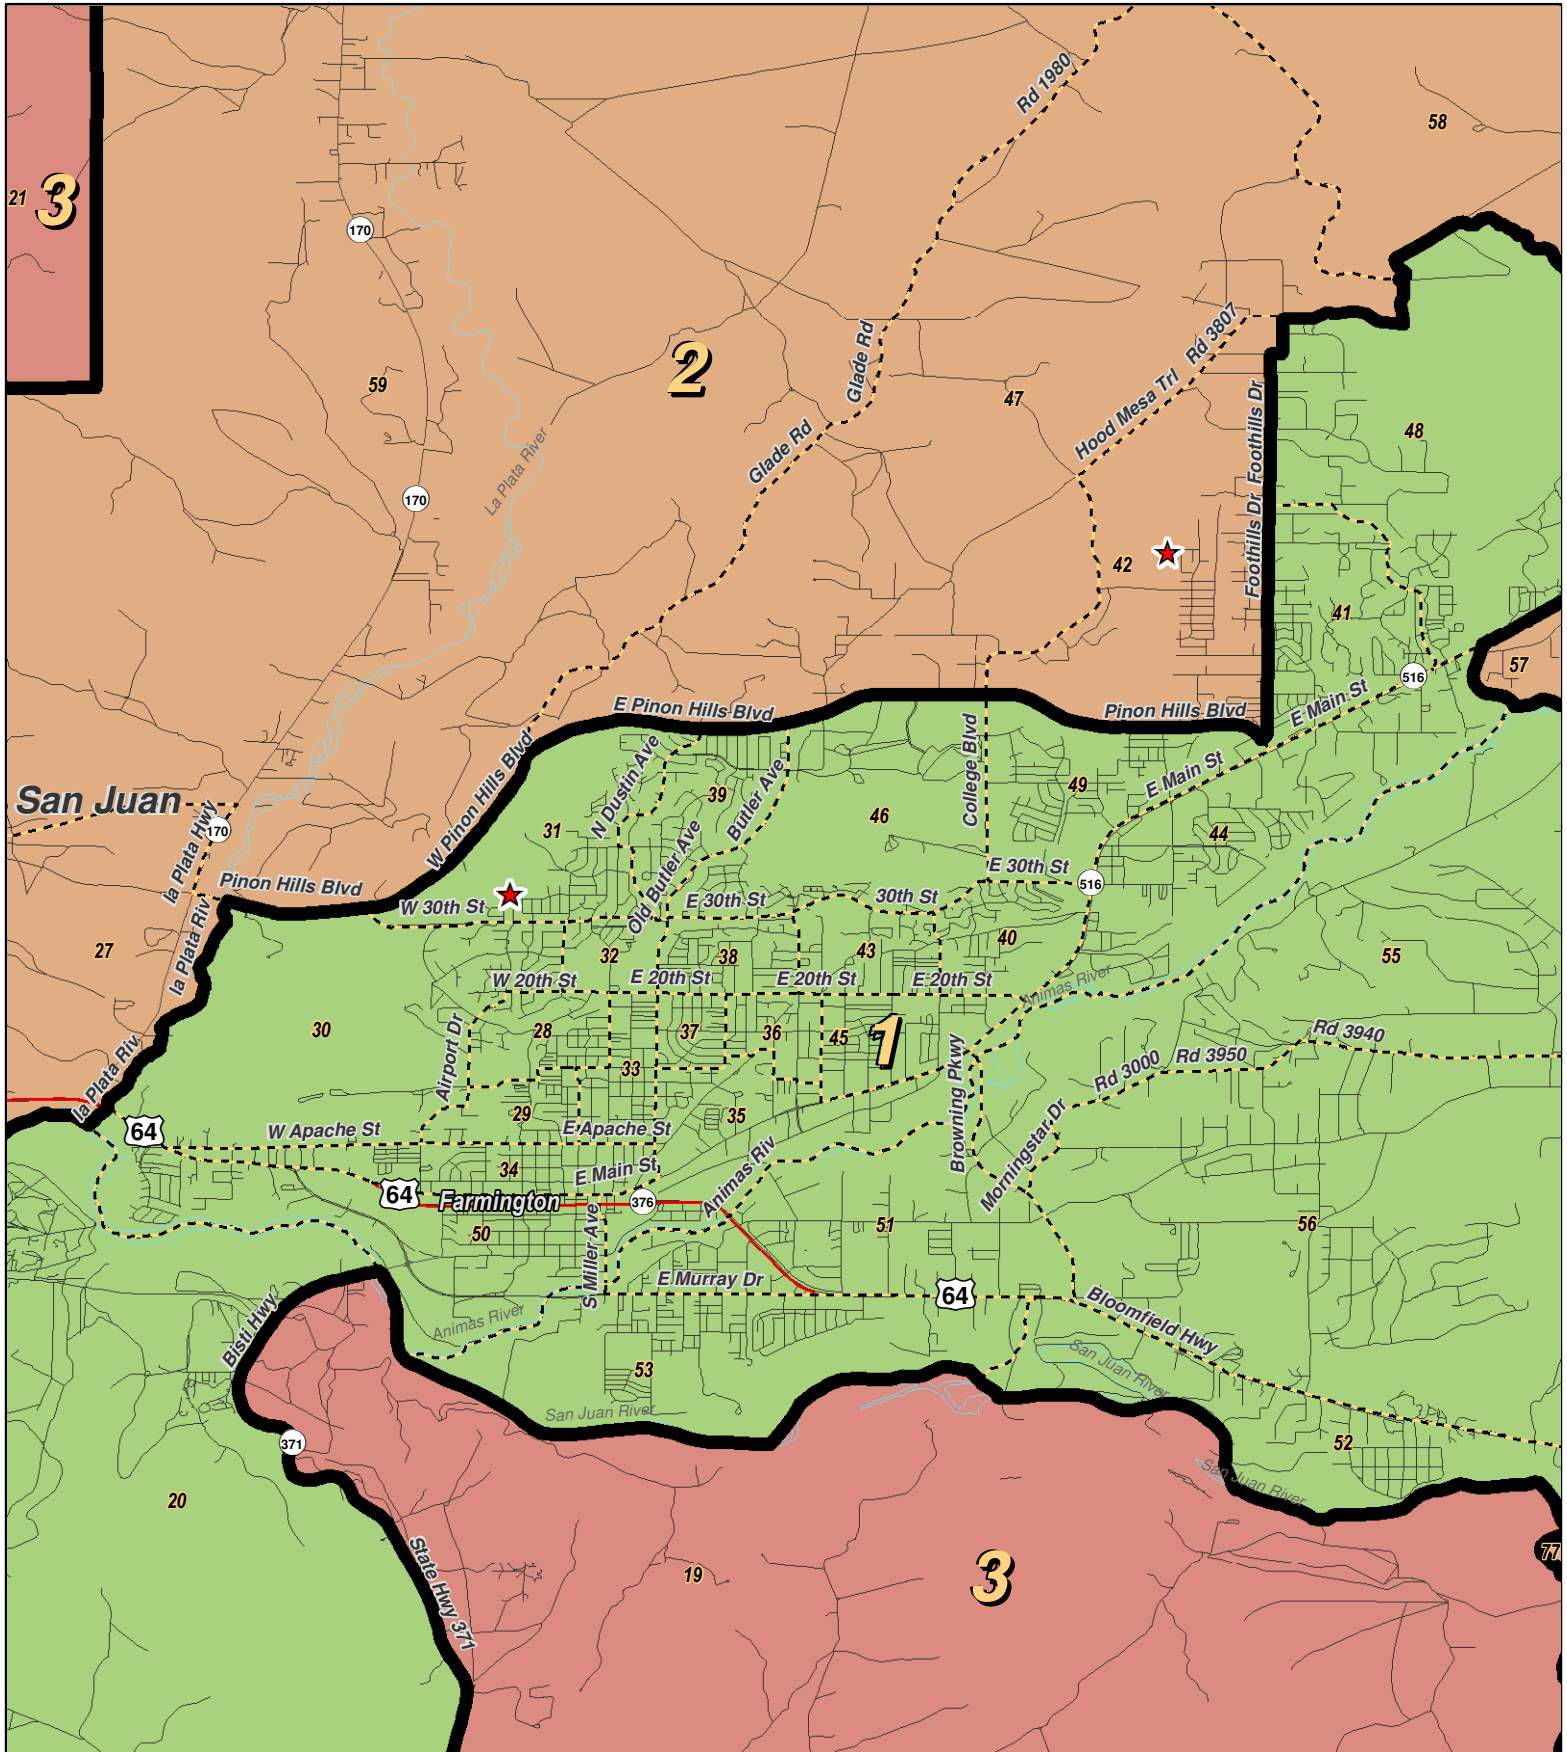 Rd 1980
58
21
3
170
Rd 3807
59
2
Glade Rd
47
Hood Mesa Trl
Foothills Dr
48
Glade Rd
La Plata River
170
Foothills Dr
42
41
57
516
E Main St
E Pinon Hills Blvd
Pinon Hills Blvd
College Blvd
N Dustin Ave
W Pinon Hills Blvd
San Juan
la Plata Hwy
170
39
Butler Ave
49
E Main St
31
46
44
Old Butler Ave
E 30th St
516
Pinon Hills Blvd
W 30th St
E 30th St
30th St
la Plata Riv
27
32
38
43
40
55
W 20th St
E 20th St
E 20th St
E 20th St
Animas River
30
28
37
36
45
1
Rd 3940
Airport Dr
33
Browning Pkwy
Rd 3000
Rd 3950
la Plata Riv
29
35
64
W Apache St
E Apache St
Morningstar Dr
34
E Main St
Animas Riv
64
Farmington
376
50
S Miller Ave
51
56
E Murray Dr
64
Bloomfield Hwy
Bisti Hwy
Animas River
53
San Juan River
San Juan River
371
52
San Juan River
20
State Hwy 371
19
3
77